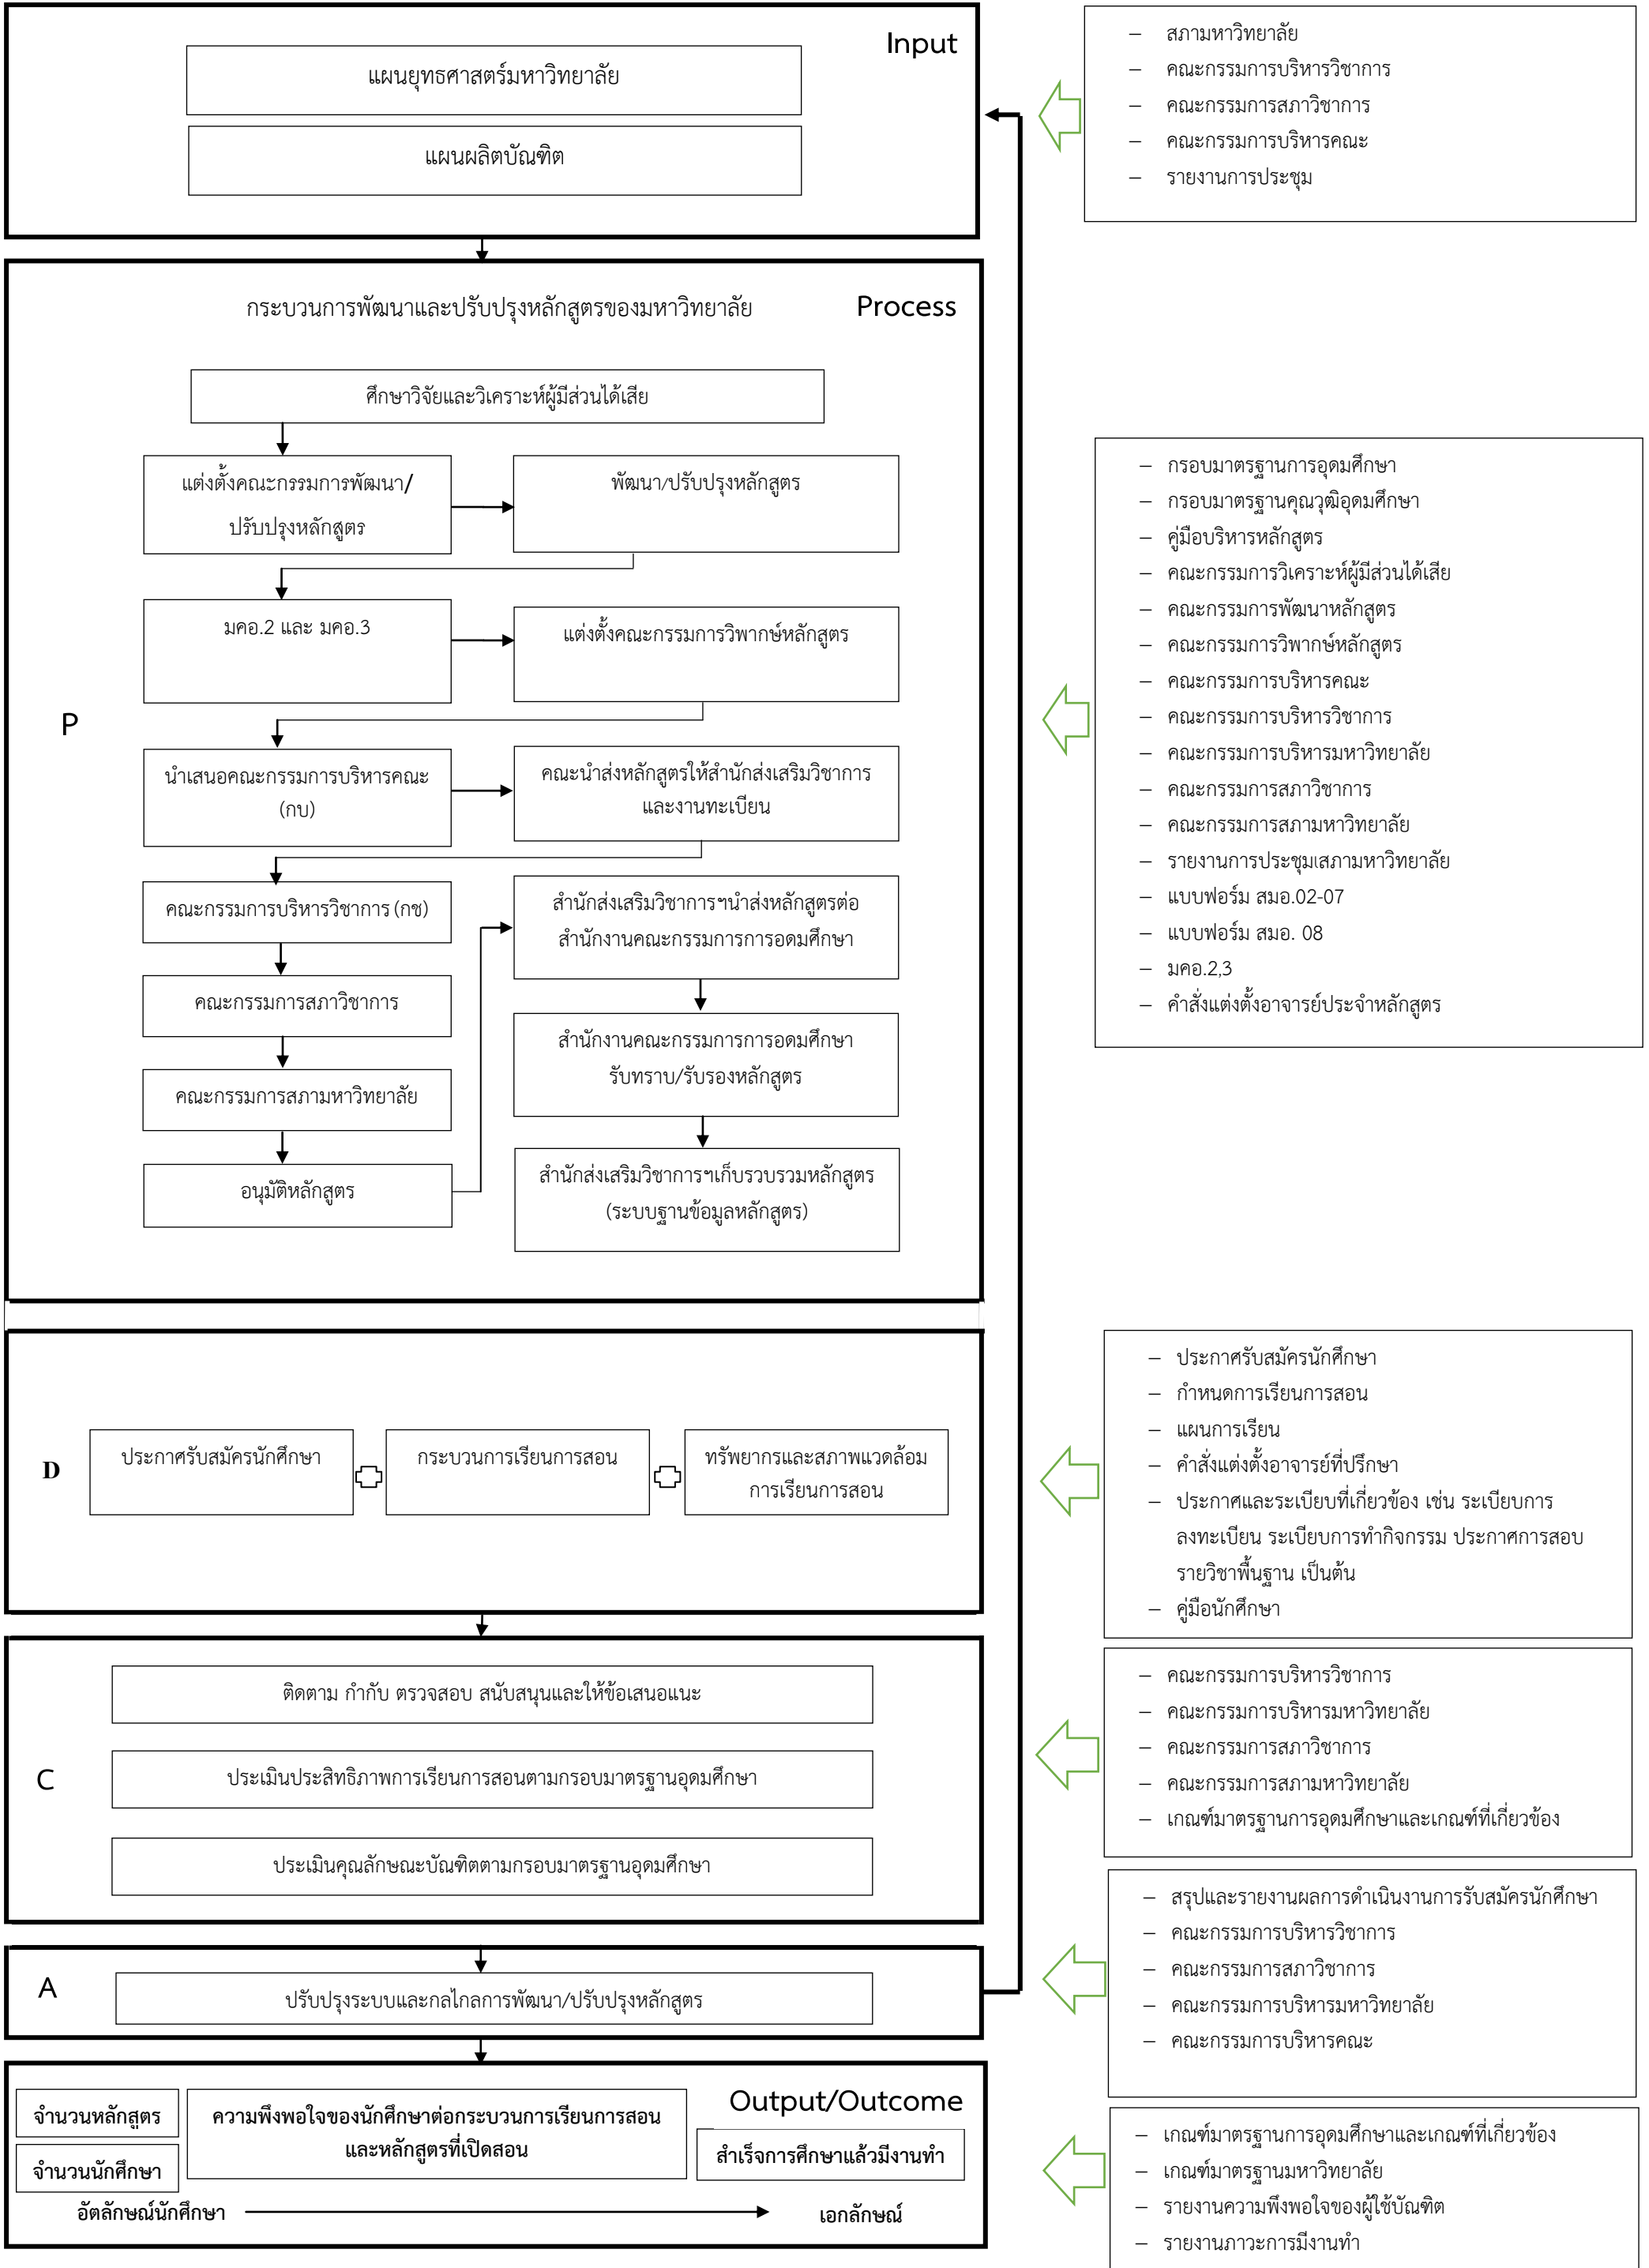 Input
แผนยุทธศาสตร์มหาวิทยาลัย
แผนผลิตบัณฑิต
– สภามหาวิทยาลัย
– คณะกรรมการบริหารวิชาการ
– คณะกรรมการสภาวิชาการ
– คณะกรรมการบริหารคณะ
– รายงานการประชุม
กระบวนการพัฒนาและปรับปรุงหลักสูตรของมหาวิทยาลัย
Process
ศึกษาวิจัยและวิเคราะห์ผู้มีส่วนได้เสีย
แต่งตั้งคณะกรรมการพัฒนา/
ปรับปรุงหลักสูตร
พัฒนา/ปรับปรุงหลักสูตร
มคอ.2 และ มคอ.3
แต่งตั้งคณะกรรมการวิพากษ์หลักสูตร
P
นำเสนอคณะกรรมการบริหารคณะ
(กบ)
คณะนำส่งหลักสูตรให้สำนักส่งเสริมวิชาการ
และงานทะเบียน
คณะกรรมการบริหารวิชาการ (กช)
คณะกรรมการสภาวิชาการ
คณะกรรมการสภามหาวิทยาลัย
อนุมัติหลักสูตร
สำนักส่งเสริมวิชาการฯนำส่งหลักสูตรต่อ
สำนักงานคณะกรรมการการอดมศึกษา
สำนักงานคณะกรรมการการอดมศึกษา
รับทราบ/รับรองหลักสูตร
สำนักส่งเสริมวิชาการฯเก็บรวบรวมหลักสูตร
(ระบบฐานข้อมูลหลักสูตร)
– กรอบมาตรฐานการอุดมศึกษา
– กรอบมาตรฐานคุณวุฒิอุดมศึกษา
– คู่มือบริหารหลักสูตร
– คณะกรรมการวิเคราะห์ผู้มีส่วนได้เสีย
– คณะกรรมการพัฒนาหลักสูตร
– คณะกรรมการวิพากษ์หลักสูตร
– คณะกรรมการบริหารคณะ
– คณะกรรมการบริหารวิชาการ
– คณะกรรมการบริหารมหาวิทยาลัย
– คณะกรรมการสภาวิชาการ
– คณะกรรมการสภามหาวิทยาลัย
– รายงานการประชุมเสภามหาวิทยาลัย
– แบบฟอร์ม สมอ.02-07
– แบบฟอร์ม สมอ. 08
– มคอ.2,3
– คำสั่งแต่งตั้งอาจารย์ประจำหลักสูตร
D
ประกาศรับสมัครนักศึกษา
กระบวนการเรียนการสอน
ทรัพยากรและสภาพแวดล้อม
การเรียนการสอน
– ประกาศรับสมัครนักศึกษา
– กำหนดการเรียนการสอน
– แผนการเรียน
– คำสั่งแต่งตั้งอาจารย์ที่ปรึกษา
– ประกาศและระเบียบที่เกี่ยวข้อง เช่น ระเบียบการ
ลงทะเบียน ระเบียบการทำกิจกรรม ประกาศการสอบ
รายวิชาพื้นฐาน เป็นต้น
– คู่มือนักศึกษา
C
ติดตาม กำกับ ตรวจสอบ สนับสนุนและให้ข้อเสนอแนะ
ประเมินประสิทธิภาพการเรียนการสอนตามกรอบมาตรฐานอุดมศึกษา
ประเมินคุณลักษณะบัณฑิตตามกรอบมาตรฐานอุดมศึกษา
– คณะกรรมการบริหารวิชาการ
– คณะกรรมการบริหารมหาวิทยาลัย
– คณะกรรมการสภาวิชาการ
– คณะกรรมการสภามหาวิทยาลัย
– เกณฑ์มาตรฐานการอุดมศึกษาและเกณฑ์ที่เกี่ยวข้อง
A
ปรับปรุงระบบและกลไกลการพัฒนา/ปรับปรุงหลักสูตร
– สรุปและรายงานผลการดำเนินงานการรับสมัครนักศึกษา
– คณะกรรมการบริหารวิชาการ
– คณะกรรมการสภาวิชาการ
– คณะกรรมการบริหารมหาวิทยาลัย
– คณะกรรมการบริหารคณะ
Output/Outcome
จำนวนหลักสูตร
จำนวนนักศึกษา
ความพึงพอใจของนักศึกษาต่อกระบวนการเรียนการสอน
และหลักสูตรที่เปิดสอน
สำเร็จการศึกษาแล้วมีงานทำ
อัตลักษณ์นักศึกษา
เอกลักษณ์
– เกณฑ์มาตรฐานการอุดมศึกษาและเกณฑ์ที่เกี่ยวข้อง
– เกณฑ์มาตรฐานมหาวิทยาลัย
– รายงานความพึงพอใจของผู้ใช้บัณฑิต
– รายงานภาวะการมีงานทำ